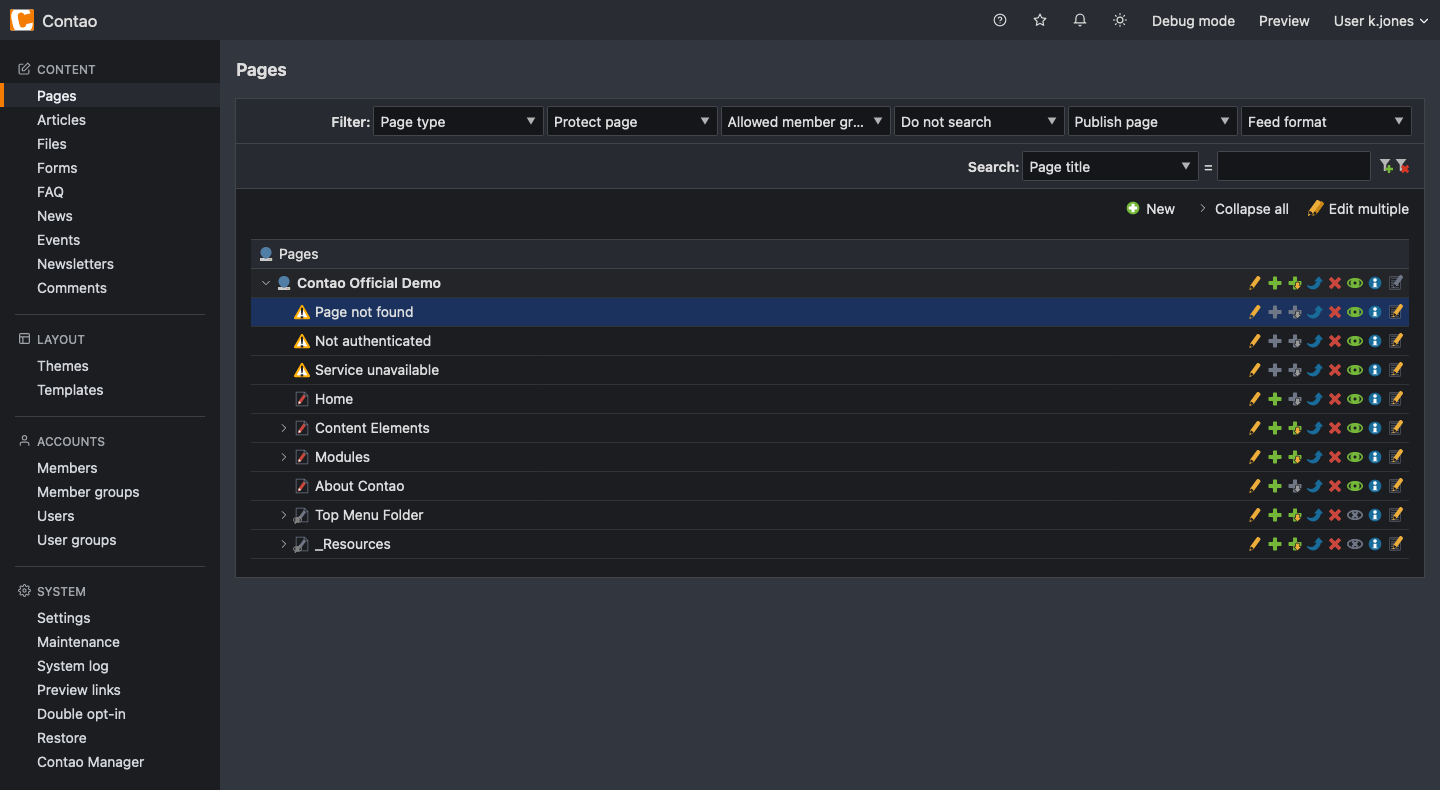 Contao
Debug mode Preview User k.jones
CONTENT
Pages
Articles
Files
Forms
FAQ
News
Events
Newsletters
Comments
LAYOUT
Themes
Templates
ACCOUNTS
Members
Member groups
Users
User groups
SYSTEM
Settings
Maintenance
System log
Preview links
Double opt-in
Restore
Contao Manager
Pages
Filter: Page type Protect page Allowed member gr... Do not search Publish page Feed format
Search: Page title =
New Collapse all Edit multiple
Pages
Contao Official Demo
Page not found
Not authenticated
Service unavailable
Home
Content Elements
Modules
About Contao
Top Menu Folder
_Resources